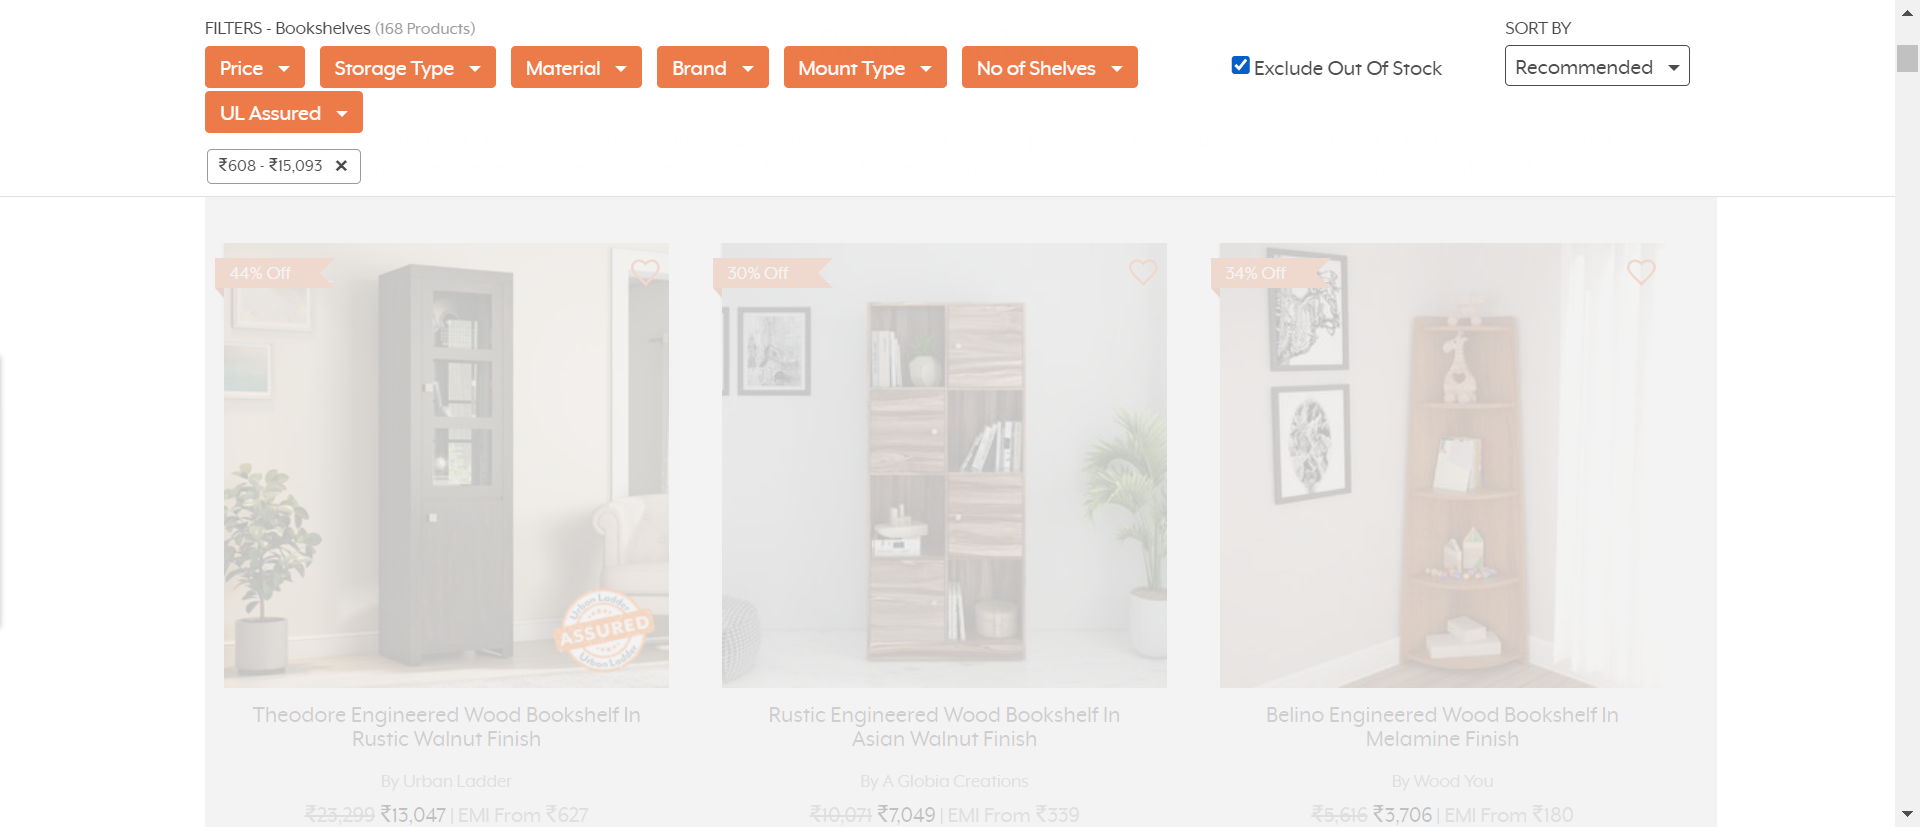 FILTERS - Bookshelves (168 Products)
SORT BY
Price
Storage Type
Material
Brand
Mount Type
No of Shelves
Exclude Out Of Stock
Recommended
UL Assured
₹608 - ₹15,093 ×
44% Off
30% Off
34% Off
Urban Ladder
ASSURED
Urban Ladder
Theodore Engineered Wood Bookshelf In
Rustic Walnut Finish
By Urban Ladder
₹23,299 ₹13,047 | EMI From ₹627
Rustic Engineered Wood Bookshelf In
Asian Walnut Finish
By A Globia Creations
₹10,071 ₹7,049 | EMI From ₹339
Belino Engineered Wood Bookshelf In
Melamine Finish
By Wood You
₹5,616 ₹3,706 | EMI From ₹180